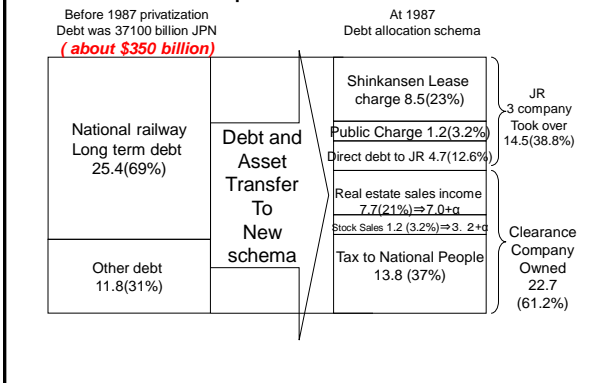 Before 1987 privatization
Debt was 37100 billion JPN
( about $350 billion)
At 1987
Debt allocation schema
National railway
Long term debt
25.4(69%)
Other debt
11.8(31%)
Debt and
Asset
Transfer
To
New
schema
Shinkansen Lease
charge 8.5(23%)
Public Charge 1.2(3.2%)
Direct debt to JR 4.7(12.6%)
Real estate sales income
7.7(21%)⇒7.0+α
Stock Sales 1.2 (3.2%)⇒3. 2+α
Tax to National People
13.8 (37%)
JR
3 company
Took over
14.5(38.8%)
Clearance
Company
Owned
22.7
(61.2%)